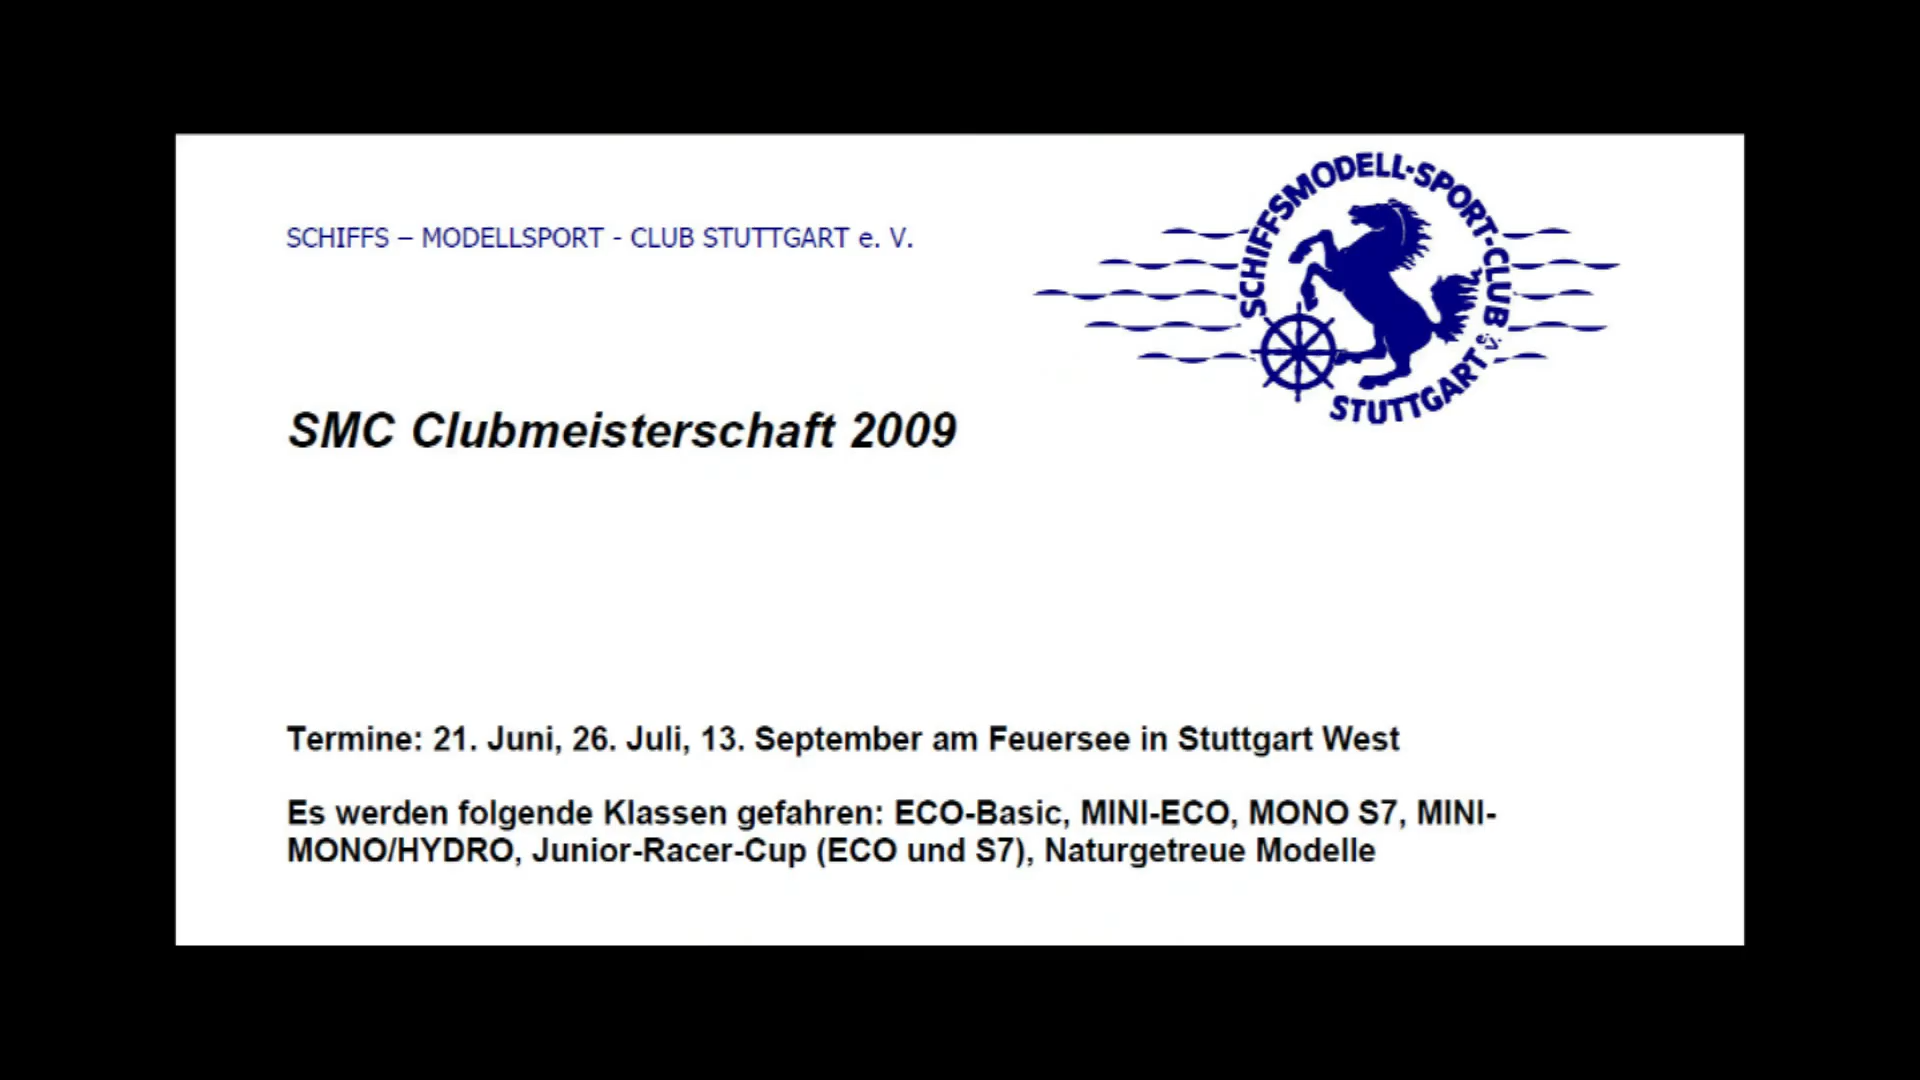 SCHIFFS – MODELLSPORT - CLUB STUTTGART e. V.
SCHIFFSMODELL-SPORT-CLUB
STUTTGART e.V.
SMC Clubmeisterschaft 2009
Termine: 21. Juni, 26. Juli, 13. September am Feuersee in Stuttgart West
Es werden folgende Klassen gefahren: ECO-Basic, MINI-ECO, MONO S7, MINI-
MONO/HYDRO, Junior-Racer-Cup (ECO und S7), Naturgetreue Modelle